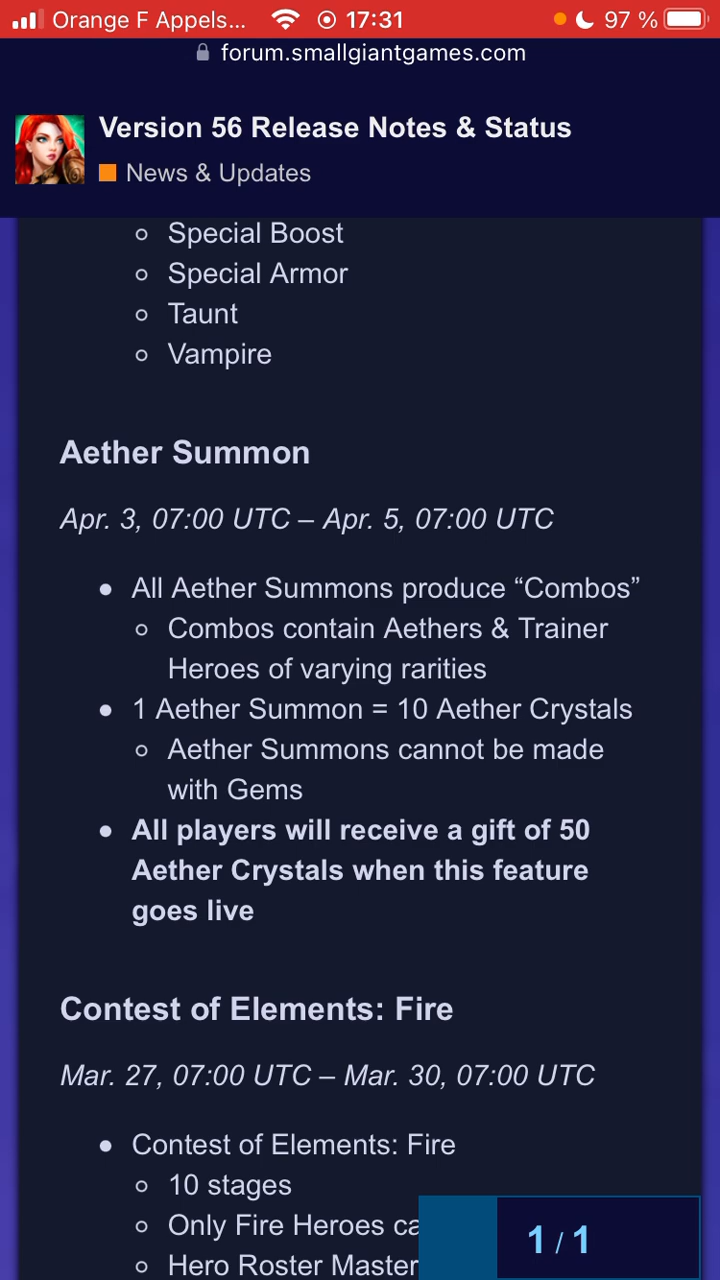 Orange F Appels... 17:31 97 %
forum.smallgiantgames.com
Version 56 Release Notes & Status
News & Updates
Special Boost
Special Armor
Taunt
Vampire
Aether Summon
Apr. 3, 07:00 UTC – Apr. 5, 07:00 UTC
All Aether Summons produce “Combos”
Combos contain Aethers & Trainer
Heroes of varying rarities
1 Aether Summon = 10 Aether Crystals
Aether Summons cannot be made
with Gems
All players will receive a gift of 50
Aether Crystals when this feature
goes live
Contest of Elements: Fire
Mar. 27, 07:00 UTC – Mar. 30, 07:00 UTC
Contest of Elements: Fire
10 stages
Only Fire Heroes ca
Hero Roster Master
1 / 1